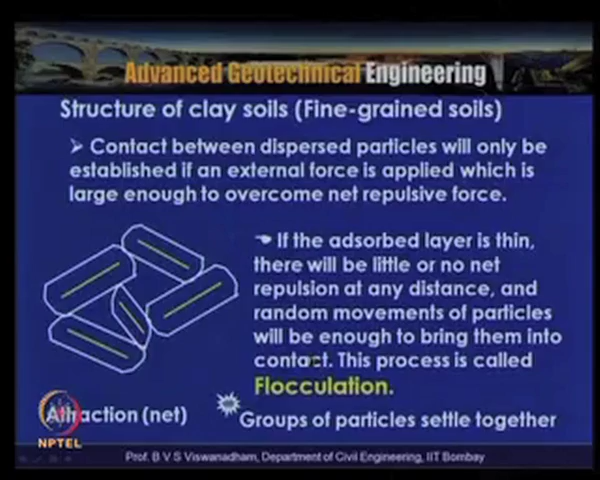 Advanced Geotechnical Engineering
Structure of clay soils (Fine-grained soils)
➢ Contact between dispersed particles will only be
established if an external force is applied which is
large enough to overcome net repulsive force.
☚ If the adsorbed layer is thin,
there will be little or no net
repulsion at any distance, and
random movements of particles
will be enough to bring them into
contact. This process is called
Flocculation.
Attraction (net)
Groups of particles settle together
NPTEL
Prof. B V S Viswanadham, Department of Civil Engineering, IIT Bombay